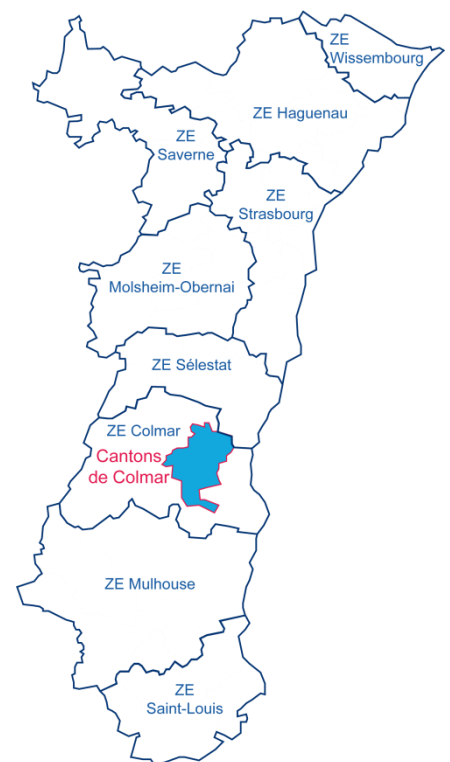 ZE
Wissembourg
ZE Haguenau
ZE
Saverne
ZE
Strasbourg
ZE
Molsheim-Obernai
ZE Sélestat
ZE Colmar
Cantons
de Colmar
ZE Mulhouse
ZE
Saint-Louis